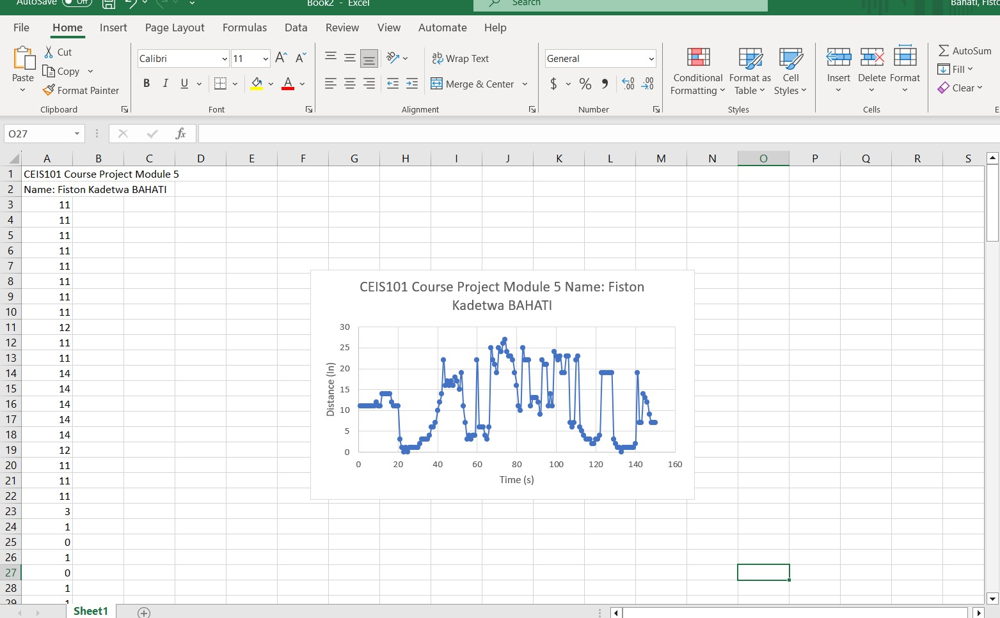 AutoSave Off Book2 - Excel Search Bahati, Fisto
File Home Insert Page Layout Formulas Data Review View Automate Help
Cut Calibri 11 Wrap Text General AutoSum
Copy Fill
Paste Format Painter B I U Merge & Center $ % Conditional Formatting Format as Table Cell Styles Insert Delete Format Clear
Clipboard Font Alignment Number Styles Cells E
O27 fx
A B C D E F G H I J K L M N O P Q R S
1 CEIS101 Course Project Module 5
2 Name: Fiston Kadetwa BAHATI
3 11
4 11
5 11
6 11
7 11
8 11
9 11
10 11
11 12
12 11
13 11
14 14
15 14
16 14
17 14
18 14
19 12
20 11
21 11
22 11
23 3
24 1
25 0
26 1
27 0
28 1
29 1
CEIS101 Course Project Module 5 Name: Fiston
Kadetwa BAHATI
30
25
20
15
10
5
0
Distance (In)
0 20 40 60 80 100 120 140 160
Time (s)
Sheet1